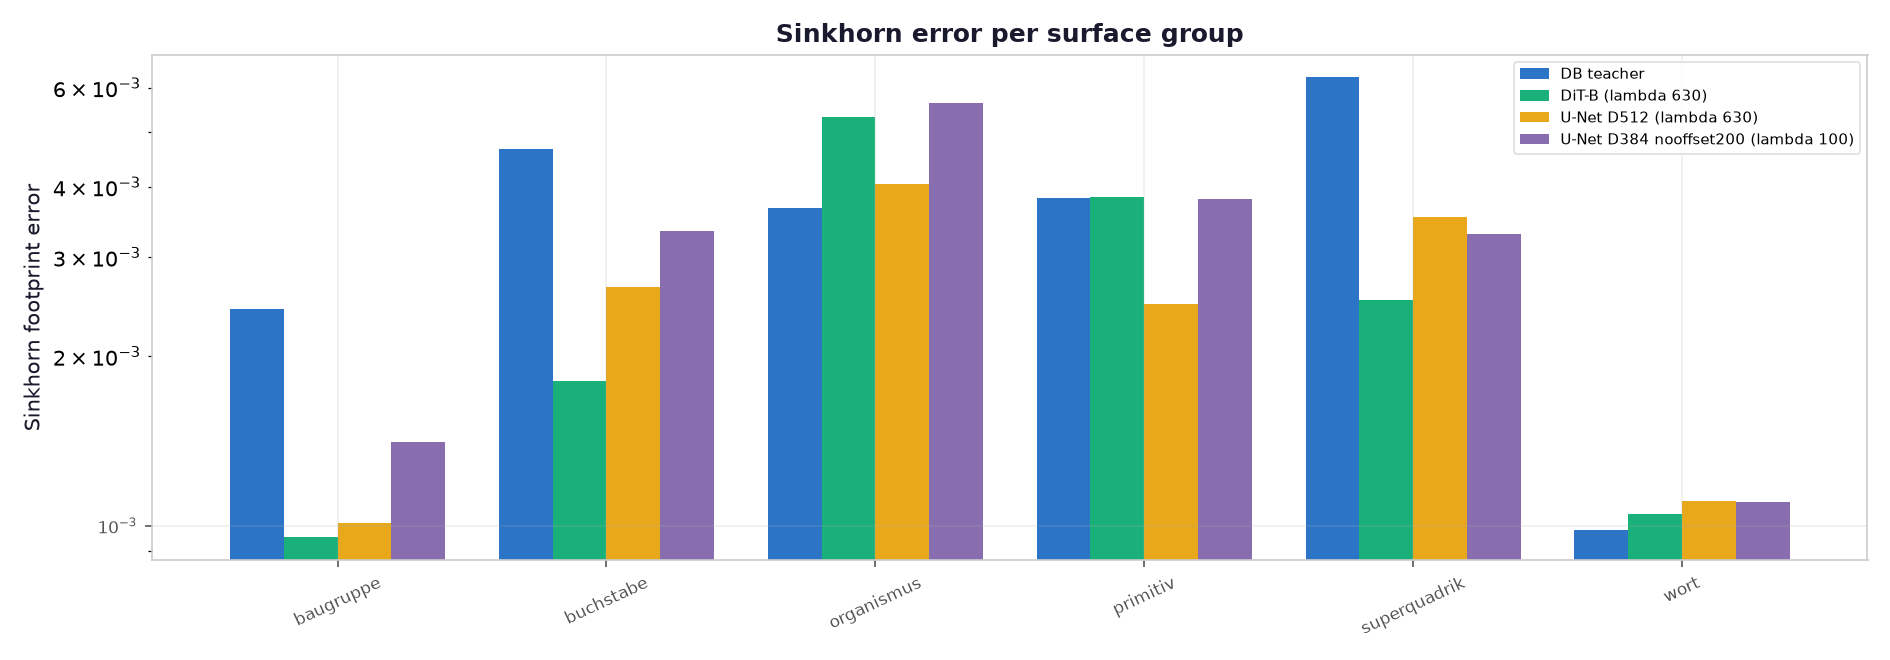 Sinkhorn error per surface group
Sinkhorn footprint error
6 × 10⁻³
4 × 10⁻³
3 × 10⁻³
2 × 10⁻³
10⁻³
DB teacher
DiT-B (lambda 630)
U-Net D512 (lambda 630)
U-Net D384 nooffset200 (lambda 100)
baugruppe
buchstabe
organismus
primitiv
superquadrik
wort